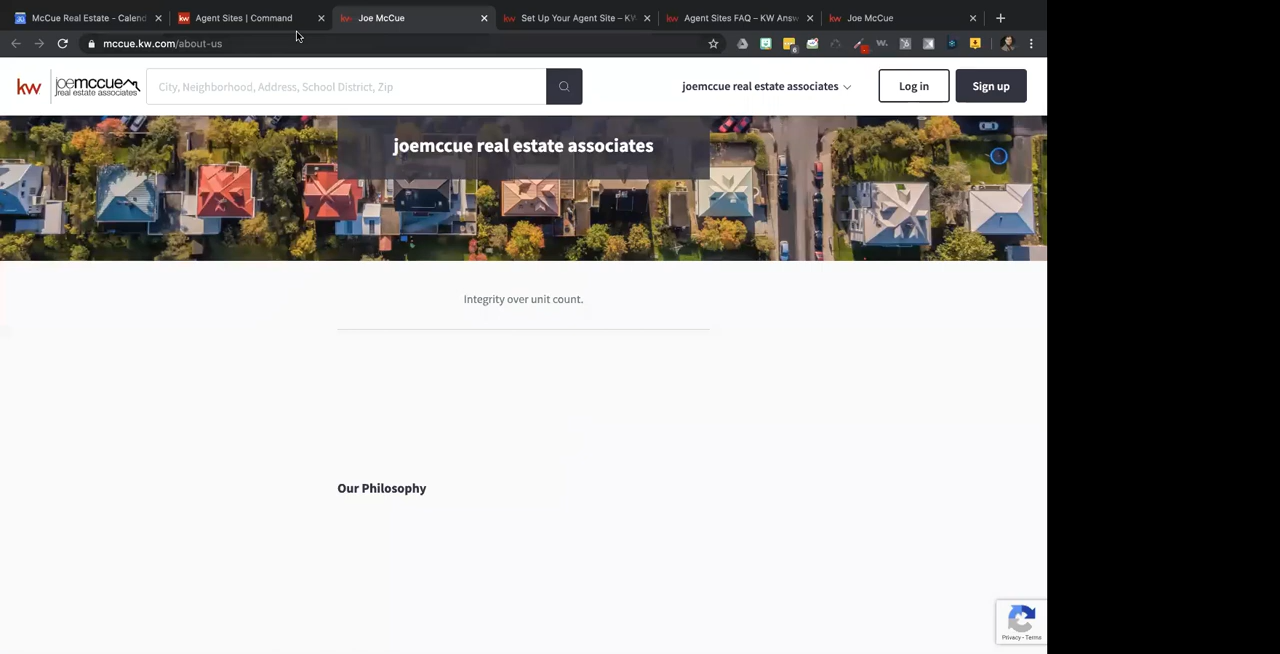 McCue Real Estate - Calend
Agent Sites | Command
Joe McCue
Set Up Your Agent Site – KW
Agent Sites FAQ – KW Answ
Joe McCue
mccue.kw.com/about-us
6
w.
kw
joemccue
real estate associates
City, Neighborhood, Address, School District, Zip
joemccue real estate associates
Log in
Sign up
joemccue real estate associates
Integrity over unit count.
Our Philosophy
Privacy - Terms